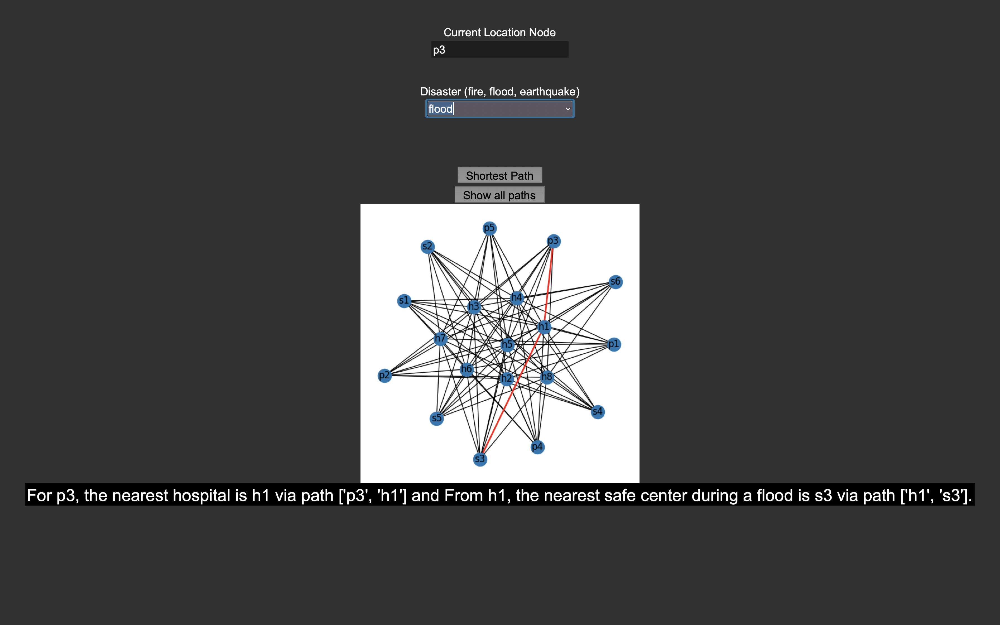 Current Location Node
p3
Disaster (fire, flood, earthquake)
flood
Shortest Path
Show all paths
p5
p3
s2
s6
s1
h4
h3
h1
h7
h5
p1
h6
p2
h2
h8
s4
s5
p4
s3
For p3, the nearest hospital is h1 via path ['p3', 'h1'] and From h1, the nearest safe center during a flood is s3 via path ['h1', 's3'].